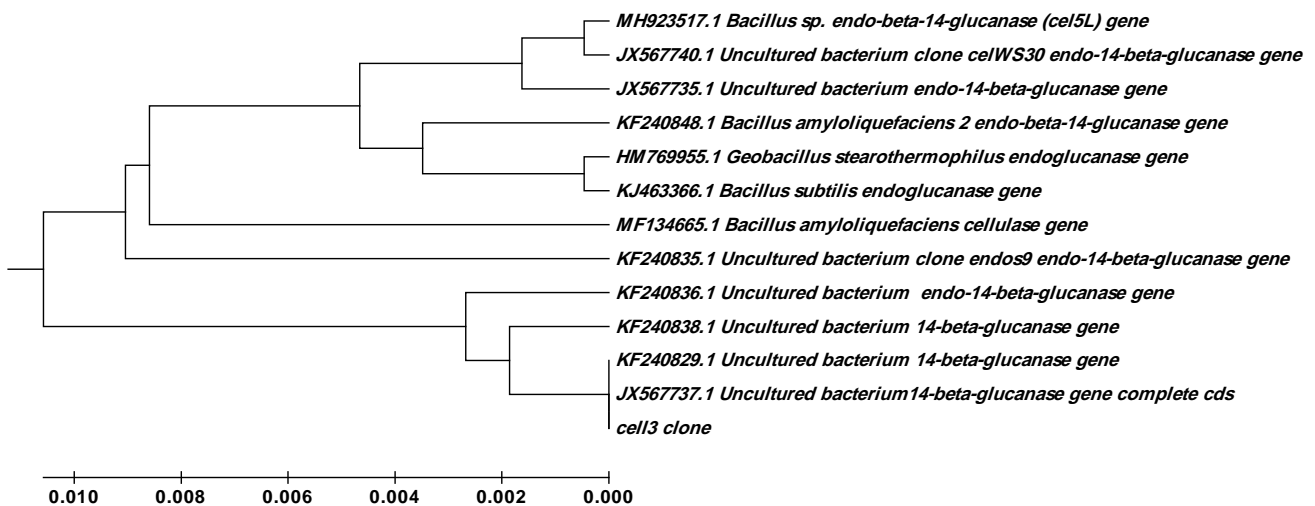 MH923517.1 Bacillus sp. endo-beta-14-glucanase (cel5L) gene
JX567740.1 Uncultured bacterium clone celWS30 endo-14-beta-glucanase gene
JX567735.1 Uncultured bacterium endo-14-beta-glucanase gene
KF240848.1 Bacillus amyloliquefaciens 2 endo-beta-14-glucanase gene
HM769955.1 Geobacillus stearothermophilus endoglucanase gene
KJ463366.1 Bacillus subtilis endoglucanase gene
MF134665.1 Bacillus amyloliquefaciens cellulase gene
KF240835.1 Uncultured bacterium clone endos9 endo-14-beta-glucanase gene
KF240836.1 Uncultured bacterium endo-14-beta-glucanase gene
KF240838.1 Uncultured bacterium 14-beta-glucanase gene
KF240829.1 Uncultured bacterium 14-beta-glucanase gene
JX567737.1 Uncultured bacterium14-beta-glucanase gene complete cds
cell3 clone
0.010 0.008 0.006 0.004 0.002 0.000